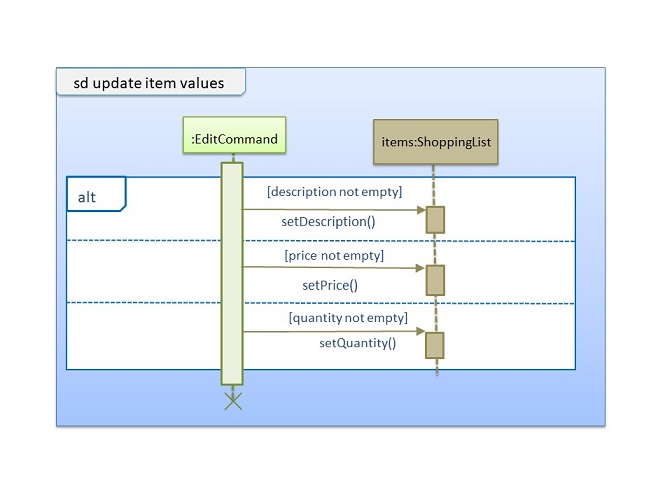 sd update item values
:EditCommand
items:ShoppingList
alt
[description not empty]
setDescription()
[price not empty]
setPrice()
[quantity not empty]
setQuantity()